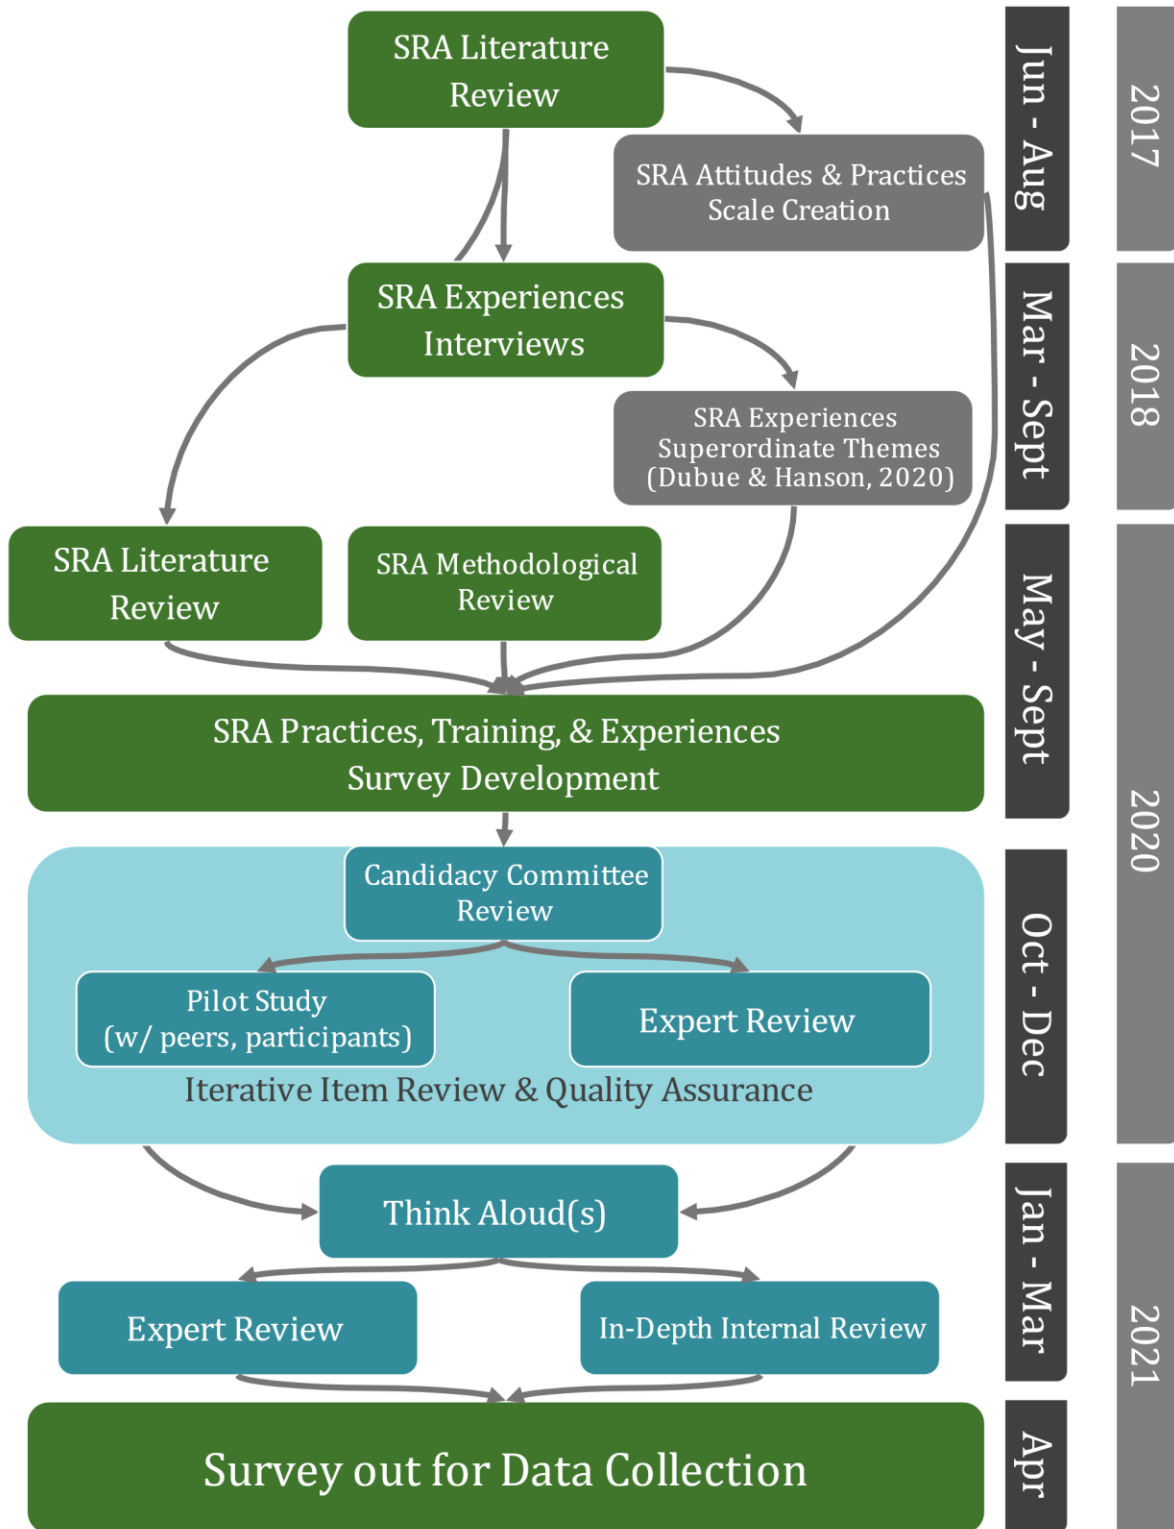 SRA Literature
Review
SRA Attitudes & Practices
Scale Creation
Jun - Aug
2017
SRA Experiences
Interviews
SRA Experiences
Superordinate Themes
(Dubue & Hanson, 2020)
Mar - Sept
2018
SRA Literature
Review
SRA Methodological
Review
SRA Practices, Training, & Experiences
Survey Development
May - Sept
2020
Candidacy Committee
Review
Pilot Study
(w/ peers, participants)
Expert Review
Iterative Item Review & Quality Assurance
Oct - Dec
Think Aloud(s)
Expert Review
In-Depth Internal Review
Jan - Mar
2021
Survey out for Data Collection
Apr